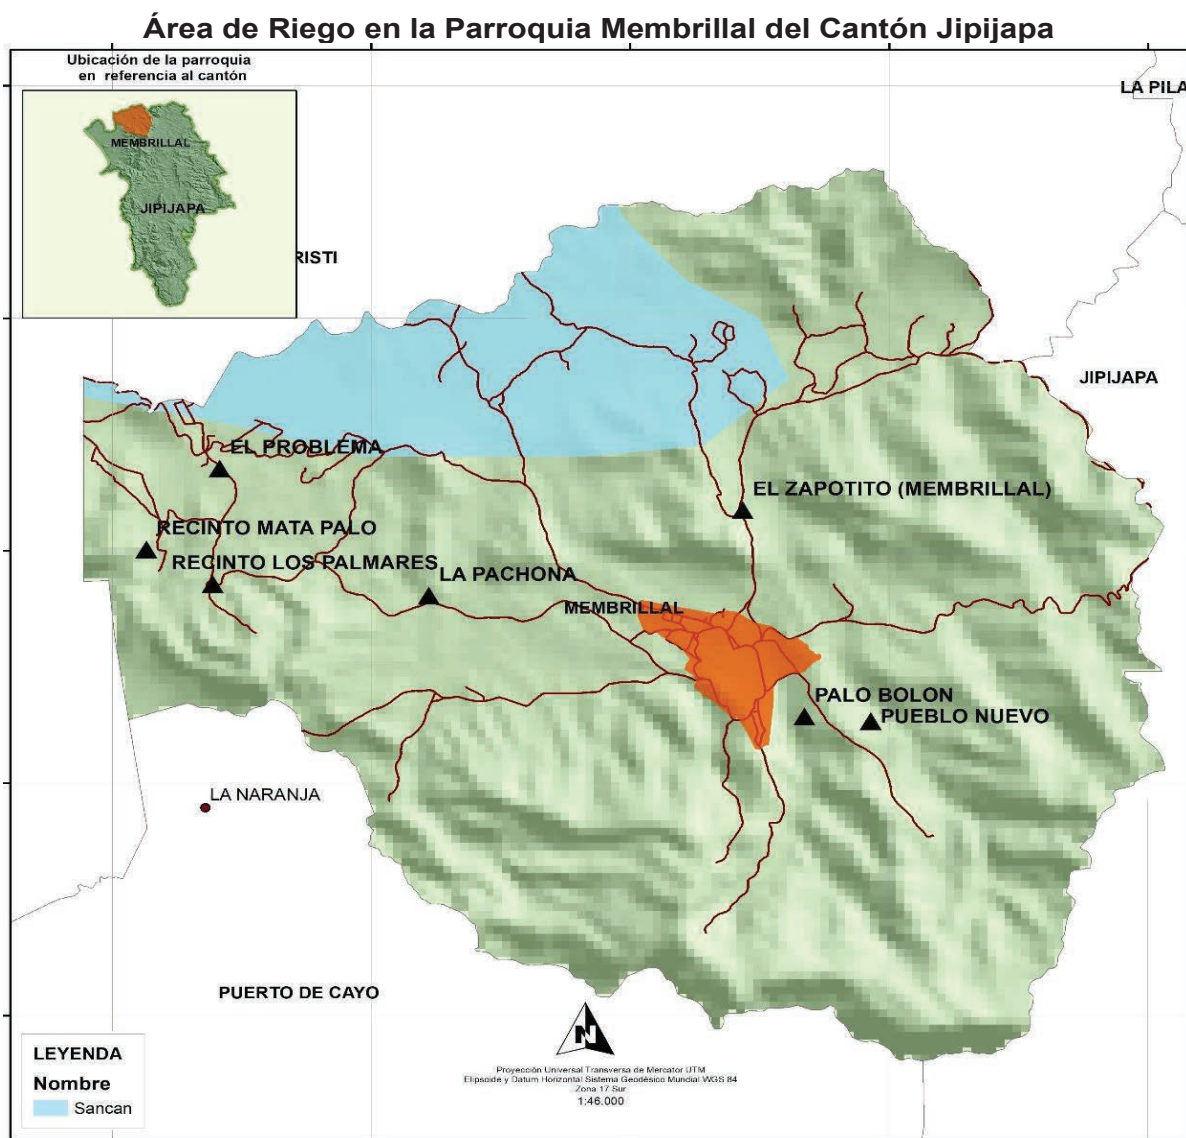 Área de Riego en la Parroquia Membrillal del Cantón Jipijapa
Ubicación de la parroquia
en referencia al cantón
MEMBRILLAL
JIPIJAPA
LA PILA
RISTI
JIPIJAPA
EL PROBLEMA
EL ZAPOTITO (MEMBRILLAL)
RECINTO MATA PALO
RECINTO LOS PALMARES
LA PACHONA
MEMBRILLAL
PALO BOLON
PUEBLO NUEVO
LA NARANJA
PUERTO DE CAYO
N
LEYENDA
Nombre
Sancan
Proyección Universal Transversa de Mercator UTM
Elipsoide y Datum Horizontal Sistema Geodésico Mundial WGS 84
Zona 17 Sur
1:46.000